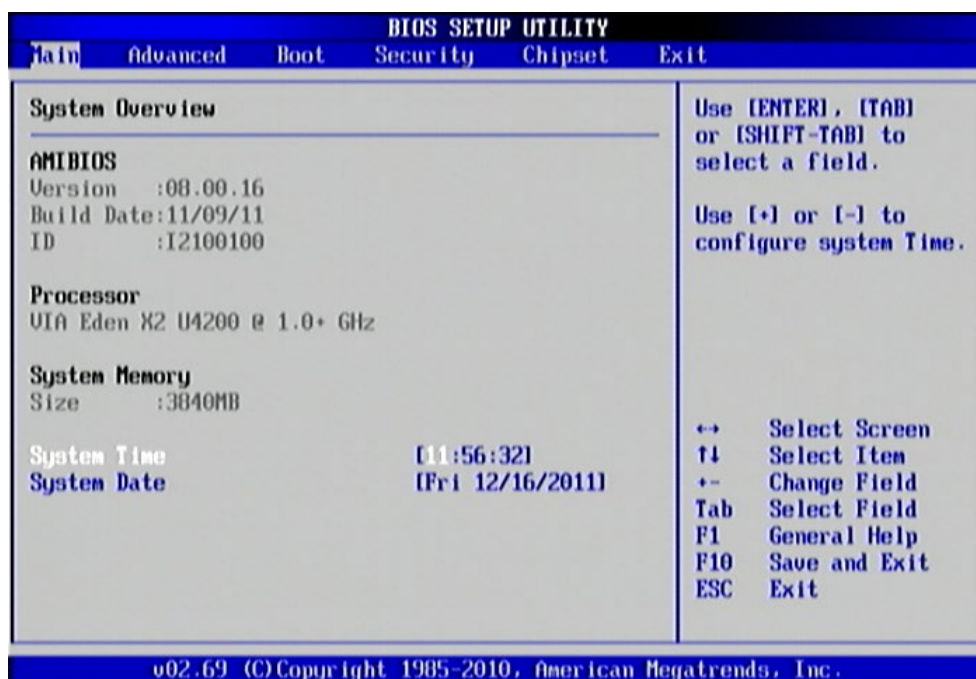 BIOS SETUP UTILITY
Main Advanced Boot Security Chipset Exit
System Overview
AMIBIOS
Version :08.00.16
Build Date:11/09/11
ID :I2100100
Processor
VIA Eden X2 U4200 @ 1.0+ GHz
System Memory
Size :3840MB
System Time [11:56:32]
System Date [Fri 12/16/2011]
Use [ENTER], [TAB]
or [SHIFT-TAB] to
select a field.
Use [+] or [-] to
configure system Time.
←→ Select Screen
↑↓ Select Item
+- Change Field
Tab Select Field
F1 General Help
F10 Save and Exit
ESC Exit
v02.69 (C)Copyright 1985-2010, American Megatrends, Inc.